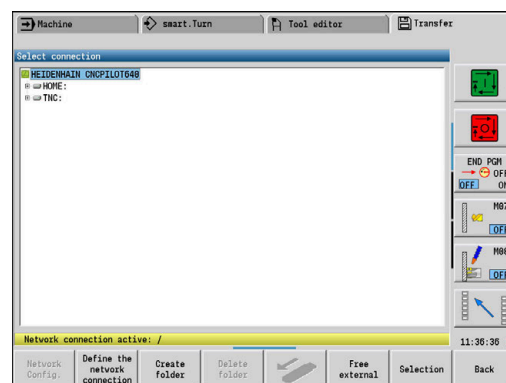 Machine
smart.Turn
Tool editor
Transfer
Select connection
HEIDENHAIN CNCPILOT640
HOME:
TNC:
END PGM
OFF
OFF
M07
OFF
M08
OFF
Network connection active: /
11:36:36
Network
Config.
Define the
network
connection
Create
folder
Delete
folder
Free
external
Selection
Back